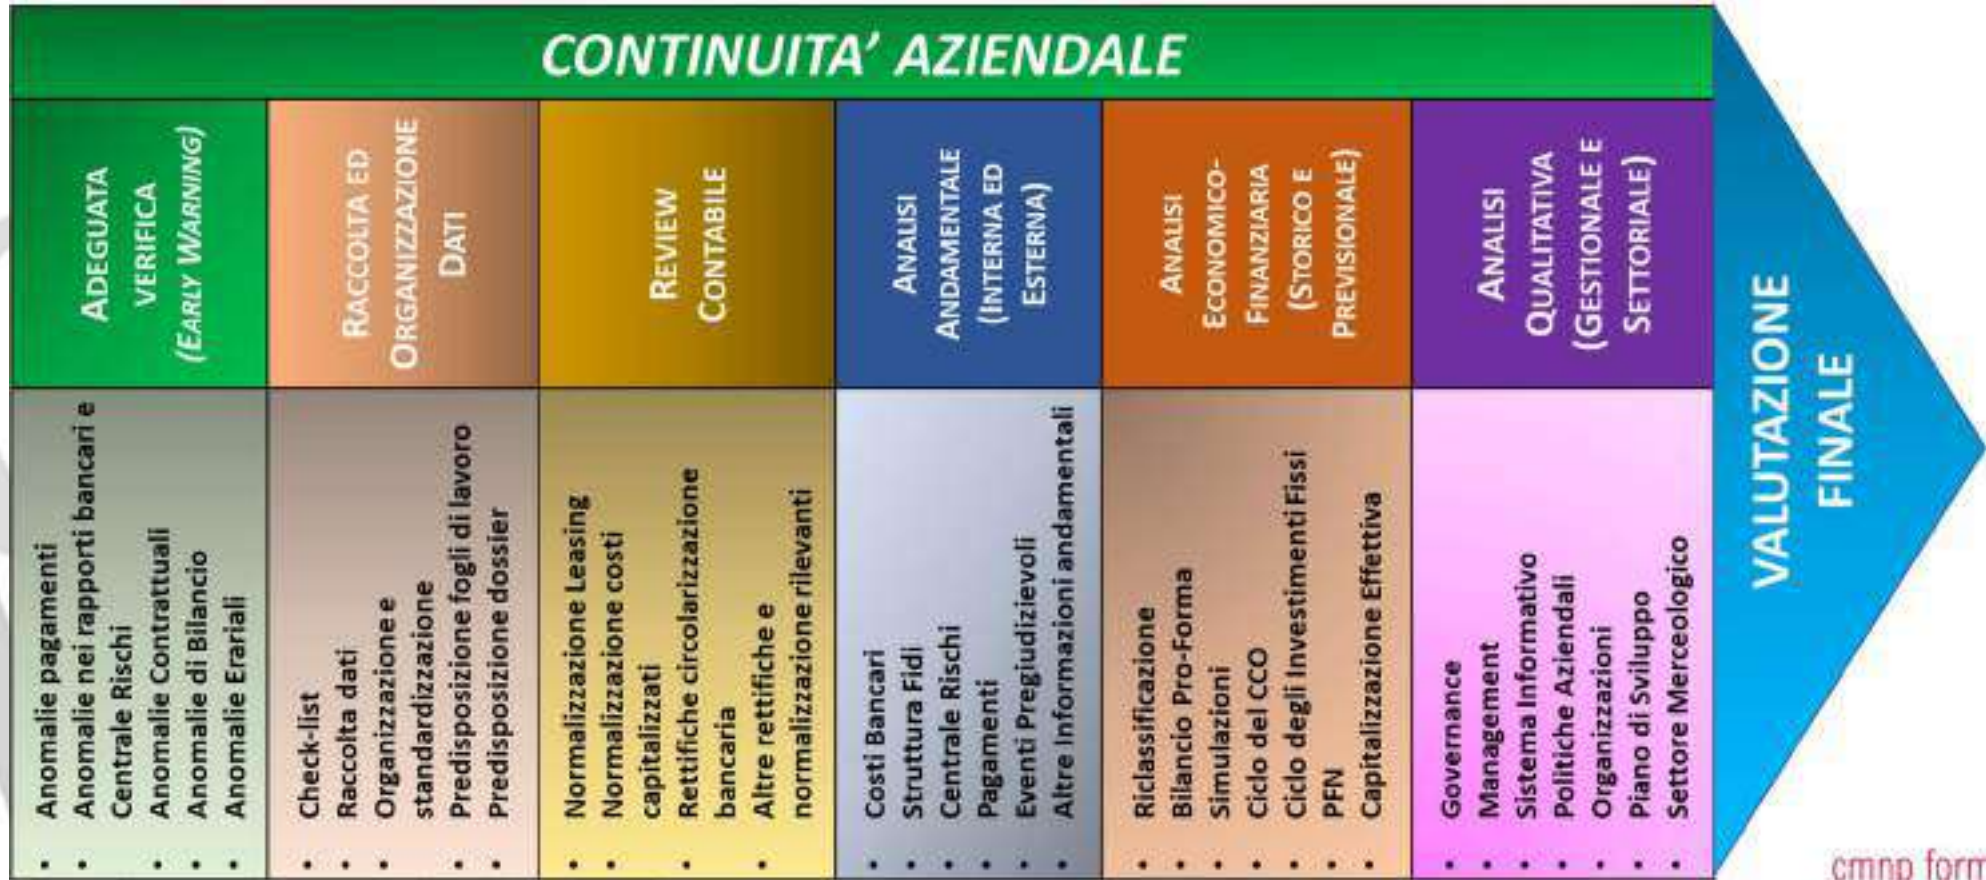 CONTINUITA’ AZIENDALE
ADEGUATA
VERIFICA
(EARLY WARNING)
• Anomalie pagamenti
• Anomalie nei rapporti bancari e
Centrale Rischi
• Anomalie Contrattuali
• Anomalie di Bilancio
• Anomalie Erariali
RACCOLTA ED
ORGANIZZAZIONE
DATI
• Check-list
• Raccolta dati
• Organizzazione e
standardizzazione
• Predisposizione fogli di lavoro
• Predisposizione dossier
REVIEW
CONTABILE
• Normalizzazione Leasing
• Normalizzazione costi
capitalizzati
• Rettifiche circolarizzazione
bancaria
• Altre rettifiche e
normalizzazione rilevanti
ANALISI
ANDAMENTALE
(INTERNA ED
ESTERNA)
• Costi Bancari
• Struttura Fidi
• Centrale Rischi
• Pagamenti
• Eventi Pregiudizievoli
• Altre Informazioni andamentali
ANALISI
ECONOMICO-
FINANZIARIA
(STORICO E
PREVISIONALE)
• Riclassificazione
• Bilancio Pro-Forma
• Simulazioni
• Ciclo del CCO
• Ciclo degli Investimenti Fissi
• PFN
• Capitalizzazione Effettiva
ANALISI
QUALITATIVA
(GESTIONALE E
SETTORIALE)
• Governance
• Management
• Sistema Informativo
• Politiche Aziendali
• Organizzazioni
• Piano di Sviluppo
• Settore Merceologico
VALUTAZIONE
FINALE
cmnp form